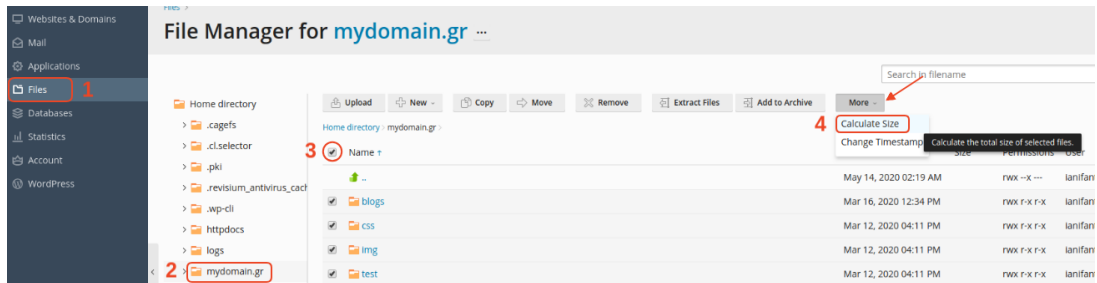 Files >
File Manager for mydomain.gr ...
Websites & Domains
Mail
Applications
Files 1
Databases
Statistics
Account
WordPress
Search in filename
Upload New Copy Move Remove Extract Files Add to Archive More
4 Calculate Size
Change Timestamp
Calculate the total size of selected files.
Home directory
.cagefs
.cl.selector
.pki
.revisium_antivirus_cach
.wp-cli
httpdocs
logs
2 mydomain.gr
Home directory > mydomain.gr >
3 Name ↑ Size Permissions User
.. May 14, 2020 02:19 AM rwx --x --- ianifant
blogs Mar 16, 2020 12:34 PM rwx r-x r-x ianifant
css Mar 12, 2020 04:11 PM rwx r-x r-x ianifant
img Mar 12, 2020 04:11 PM rwx r-x r-x ianifant
test Mar 12, 2020 04:11 PM rwx r-x r-x ianifant